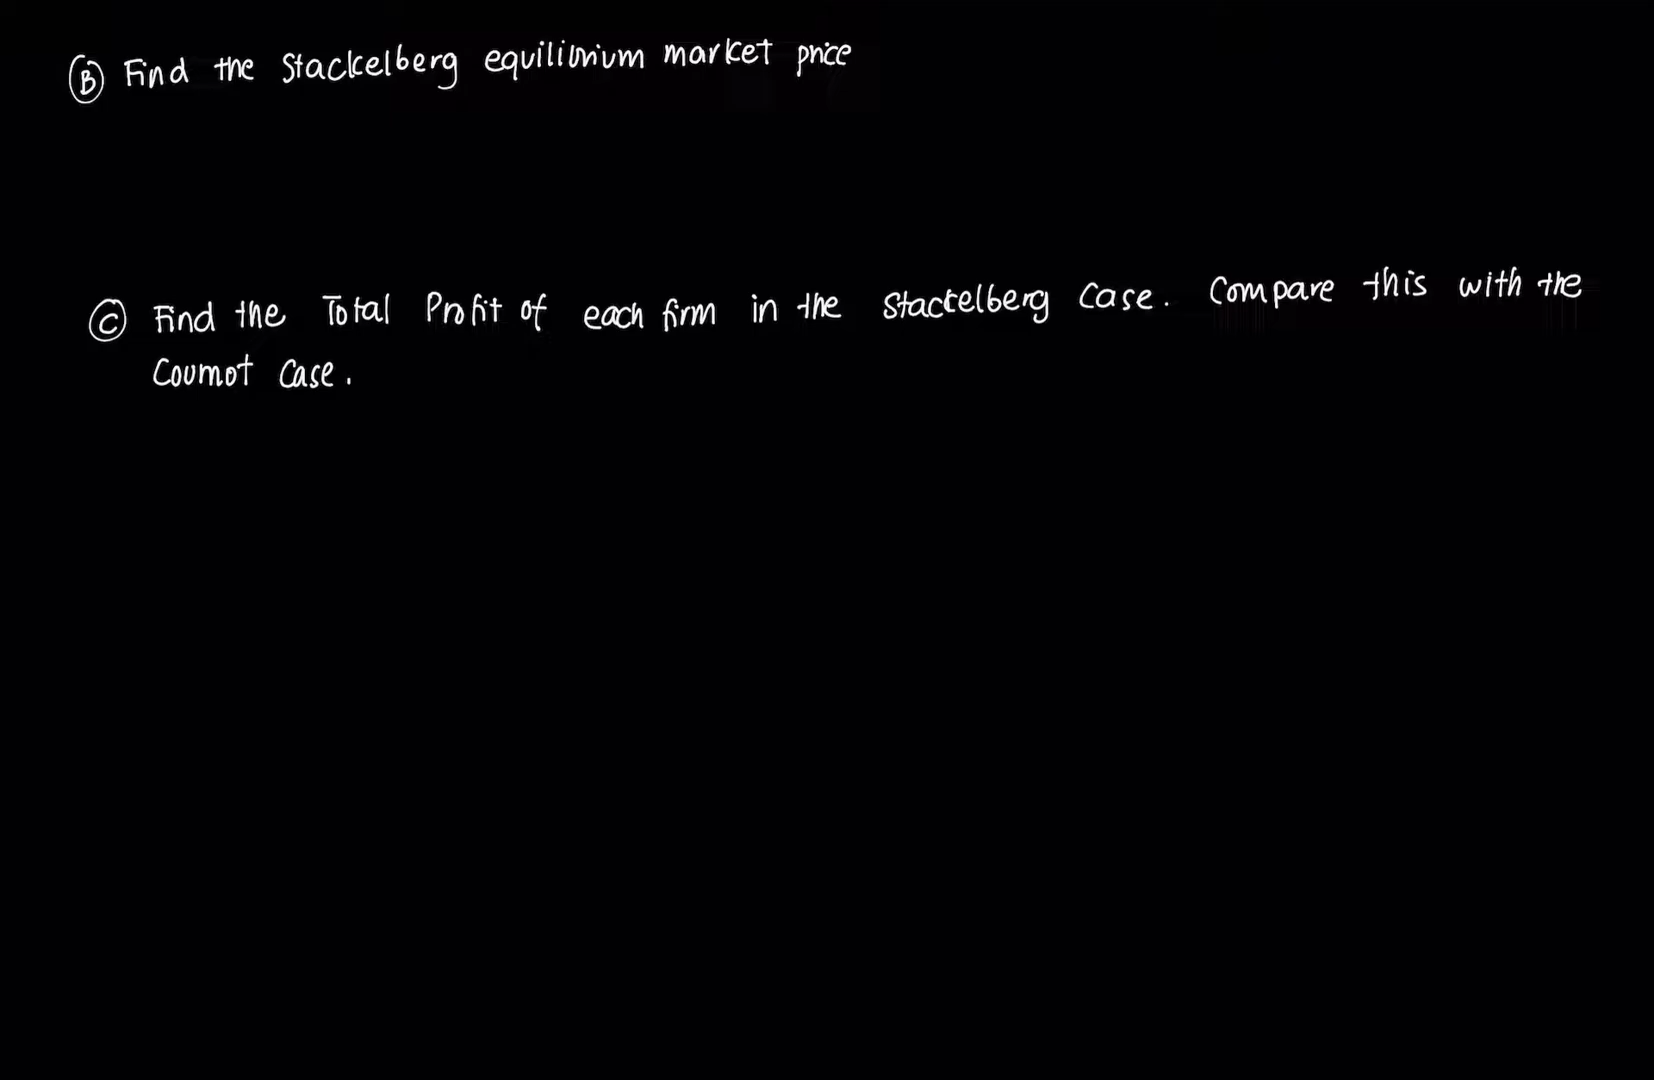 Ⓑ Find the Stackelberg equilibrium market price
Ⓒ Find the Total Profit of each firm in the Stackelberg Case. Compare this with the
Cournot Case.